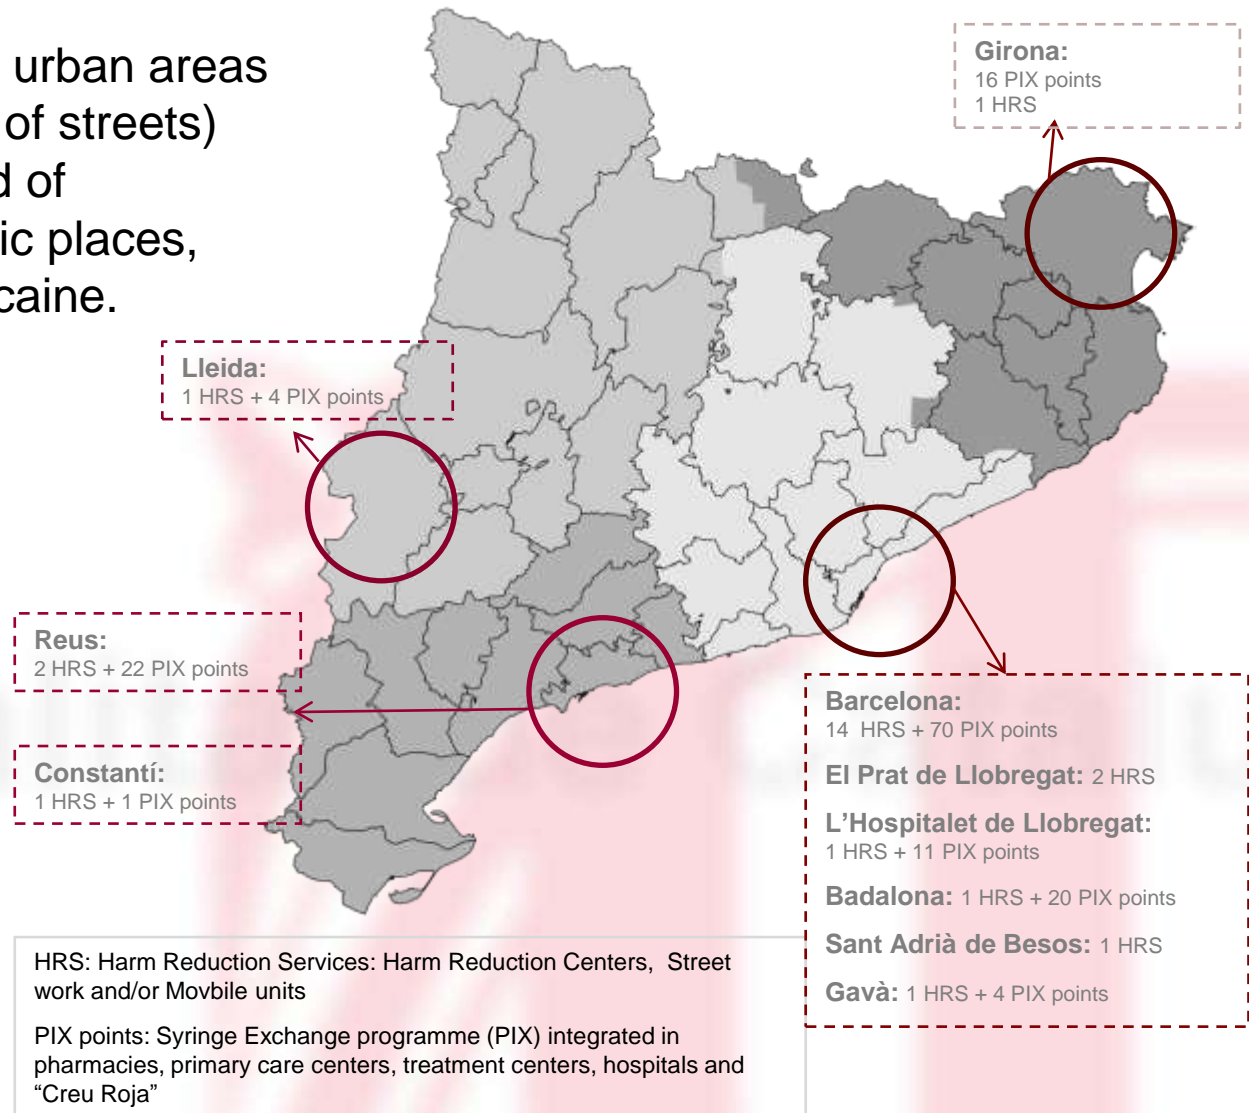 urban areas
of streets)
d of
ic places,
caine.
Girona:
16 PIX points
1 HRS
Lleida:
1 HRS + 4 PIX points
Reus:
2 HRS + 22 PIX points
Constantí:
1 HRS + 1 PIX points
Barcelona:
14 HRS + 70 PIX points
El Prat de Llobregat: 2 HRS
L’Hospitalet de Llobregat:
1 HRS + 11 PIX points
Badalona: 1 HRS + 20 PIX points
Sant Adrià de Besos: 1 HRS
Gavà: 1 HRS + 4 PIX points
HRS: Harm Reduction Services: Harm Reduction Centers, Street
work and/or Movbile units
PIX points: Syringe Exchange programme (PIX) integrated in
pharmacies, primary care centers, treatment centers, hospitals and
“Creu Roja”